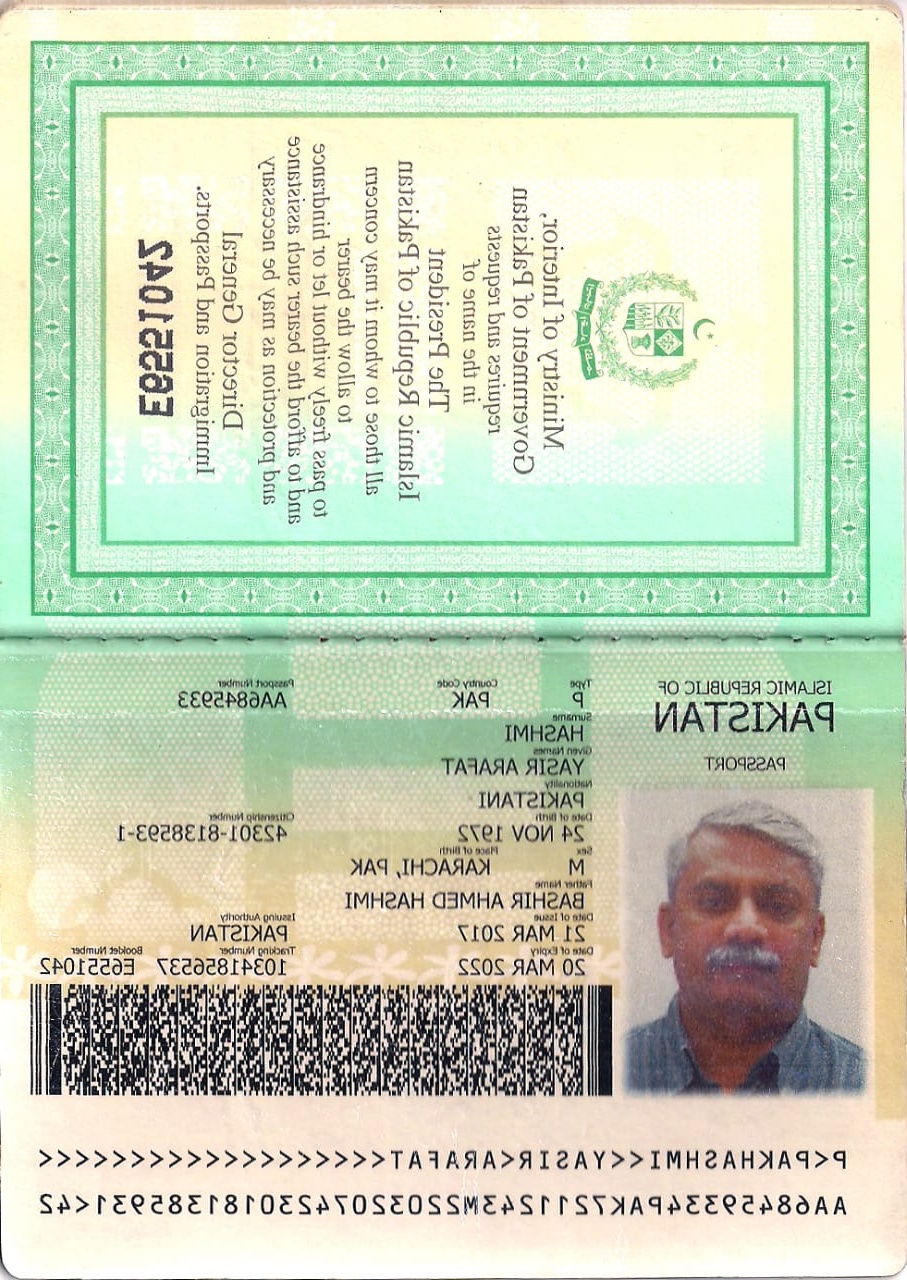 Ministry of Interior,
Government of Pakistan
requires and requests
in the name of
The President
Islamic Republic of Pakistan
all those to whom it may concern
to allow the bearer
to pass freely without let or hindrance
and to afford the bearer such assistance
and protection as may be necessary
Director General
Immigration and Passports.
E6551042
ISLAMIC REPUBLIC OF
PAKISTAN
PASSPORT
Type Country Code Passport Number
P PAK AA6845933
Surname
HASHMI
Given Names
YASIR ARAFAT
Nationality
PAKISTANI
Date of Birth Citizenship Number
24 NOV 1972 42301-8138593-1
Sex Place of Birth
M KARACHI, PAK
Father Name
BASHIR AHMED HASHMI
Date of Issue Issuing Authority
21 MAR 2017 PAKISTAN
Date of Expiry Tracking Number Booklet Number
20 MAR 2022 10341856537 E6551042
P<PAKHASHMI<<YASIR<ARAFAT<<<<<<<<<<<<<<<<<<<
AA68459334PAK7211243M22032074230181385931<42